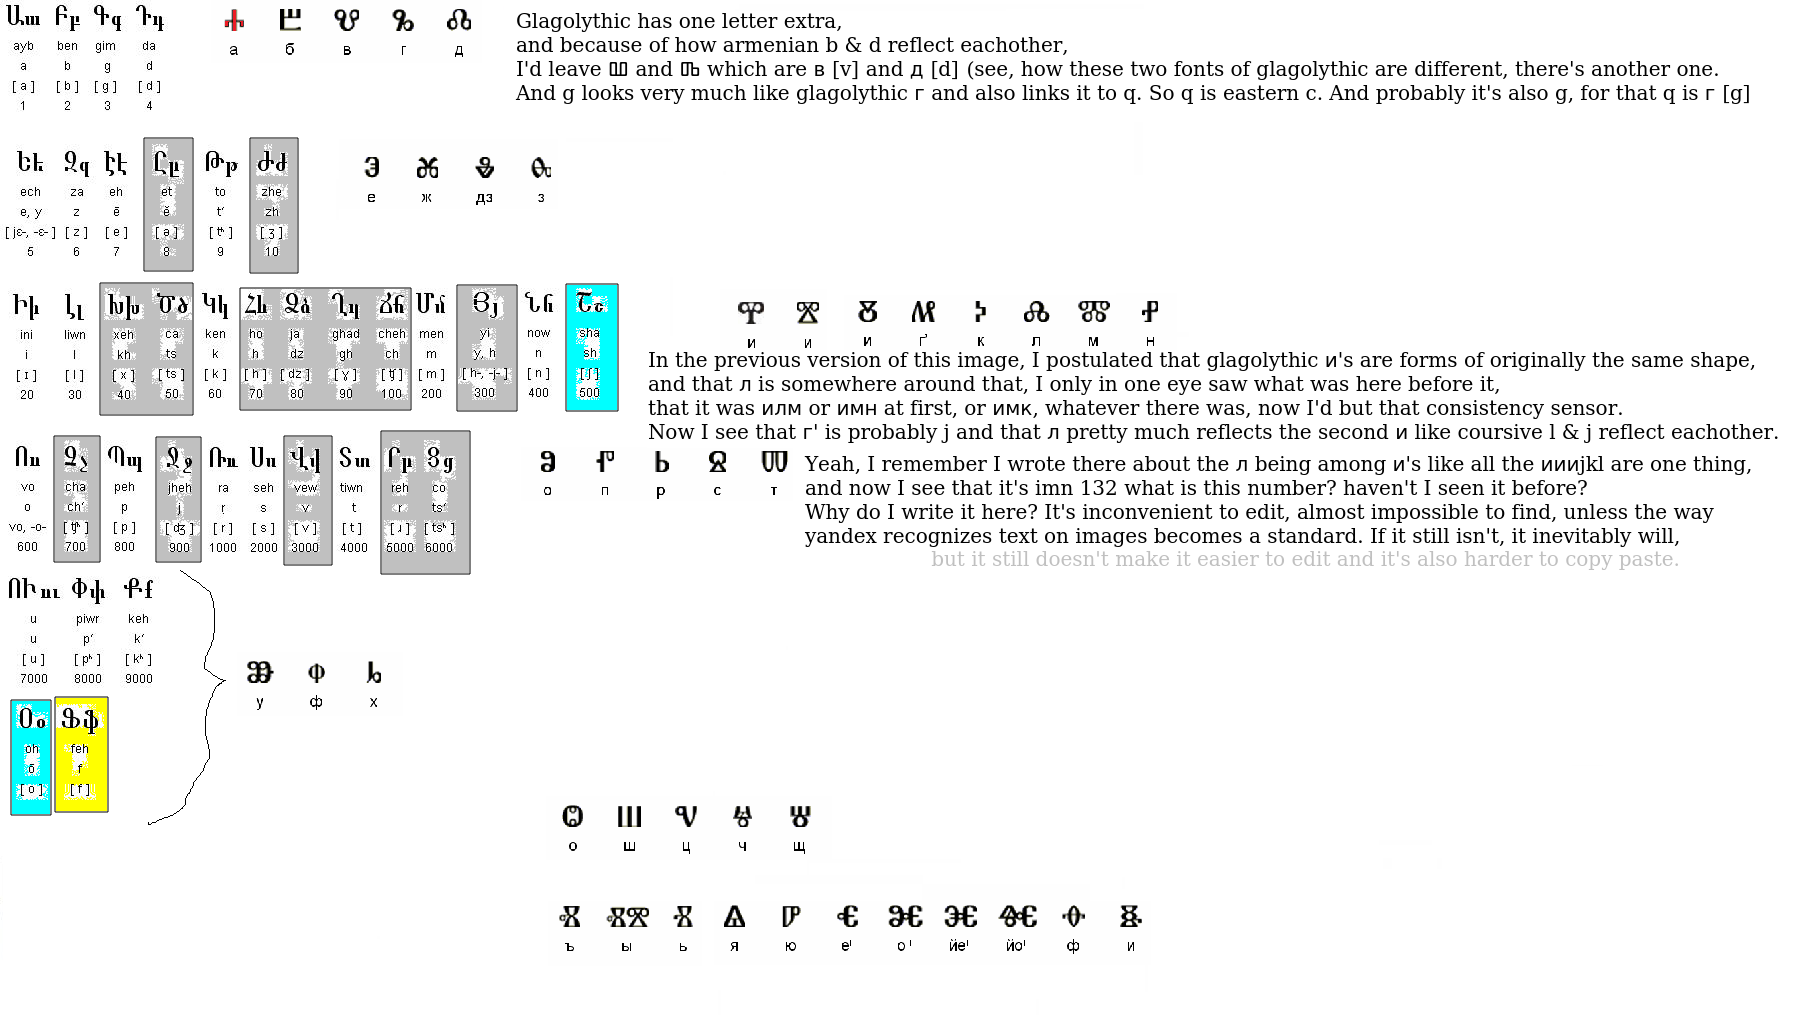 Աա Բբ Գգ Դդ
ayb ben gim da
a b g d
[ a ] [ b ] [ g ] [ d ]
1 2 3 4
Ⰰ Ⰱ Ⰲ Ⰳ Ⰴ
а б в г д
Glagolythic has one letter extra,
and because of how armenian b & d reflect eachother,
I'd leave Ⰲ and Ⰴ which are в [v] and д [d] (see, how these two fonts of glagolythic are different, there's another one.
And g looks very much like glagolythic г and also links it to q. So q is eastern c. And probably it's also g, for that q is г [g]
Եե Զզ Էէ Ըը Թթ Ժժ
ech za eh et to zhe
e, y z ē ě t‘ zh
[ jɛ-, -ɛ- ] [ z ] [ e ] [ ə ] [ tʰ ] [ ʒ ]
5 6 7 8 9 10
Ⰵ Ⰶ Ⰷ Ⰸ
е ж дз з
Իի Լլ Խխ Ծծ Կկ Հհ Ձձ Ղղ Ճճ Մմ Յյ Նն Շշ
ini liwn xeh ca ken ho ja ghad cheh men yi now sha
i l kh ts k h dz gh ch m y, h n sh
[ ɪ ] [ l ] [ x ] [ ts ] [ k ] [ h ] [ dz ] [ ɣ ] [ ʧ ] [ m ] [ h-, -j- ] [ n ] [ ʃ ]
20 30 40 50 60 70 80 90 100 200 300 400 500
Ⰹ Ⰺ Ⰻ Ⰼ Ⰽ Ⰾ Ⰿ Ⱀ
и и и ґ к л м н
In the previous version of this image, I postulated that glagolythic и's are forms of originally the same shape,
and that л is somewhere around that, I only in one eye saw what was here before it,
that it was илм or имн at first, or имк, whatever there was, now I'd but that consistency sensor.
Now I see that г' is probably j and that л pretty much reflects the second и like coursive l & j reflect eachother.
Ոո Չչ Պպ Ջջ Ռռ Սս Վվ Տտ Րր Ցց
vo cha peh jheh ra seh vew tiwn reh co
o ch‘ p j r s v t r ts‘
vo, -o- [ ʧʰ ] [ p ] [ ʤ ] [ r ] [ s ] [ v ] [ t ] [ ɹ ] [ tsʰ ]
600 700 800 900 1000 2000 3000 4000 5000 6000
Ⱁ Ⱂ Ⱃ Ⱄ Ⱅ
о п р с т
Yeah, I remember I wrote there about the л being among и's like all the ииijkl are one thing,
and now I see that it's imn 132 what is this number? haven't I seen it before?
Why do I write it here? It's inconvenient to edit, almost impossible to find, unless the way
yandex recognizes text on images becomes a standard. If it still isn't, it inevitably will,
but it still doesn't make it easier to edit and it's also harder to copy paste.
ՈՒու Փփ Քք
u piwr keh
u p‘ k‘
[ u ] [ pʰ ] [ kʰ ]
7000 8000 9000
Ⱆ Ⱇ Ⱈ
у ф х
Օօ Ֆֆ
oh feh
ō f
[ o ] [ f ]
Ⱉ Ⱎ Ⱌ Ⱍ Ⱋ
о ш ц ч щ
Ⱏ ⰟⰊ Ⱐ Ⱑ Ⱓ Ⱔ Ⱘ Ⱗ Ⱙ Ⱚ Ⱛ
ъ ы ь я ю е' о' йе' йо' ф и